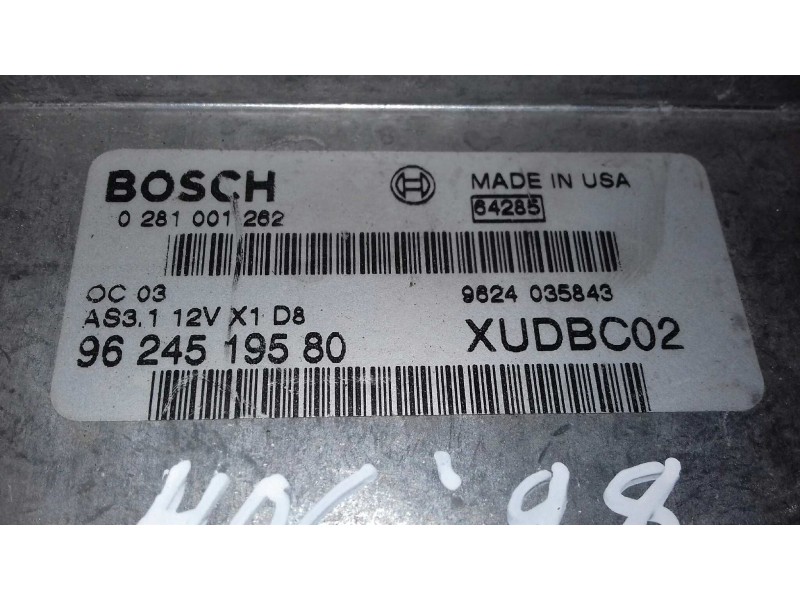 BOSCH
MADE IN USA
0 281 001 262
64285
OC 03
9624 035843
AS3.1 12V X1 D8
96 245 195 80
XUDBC02
'98